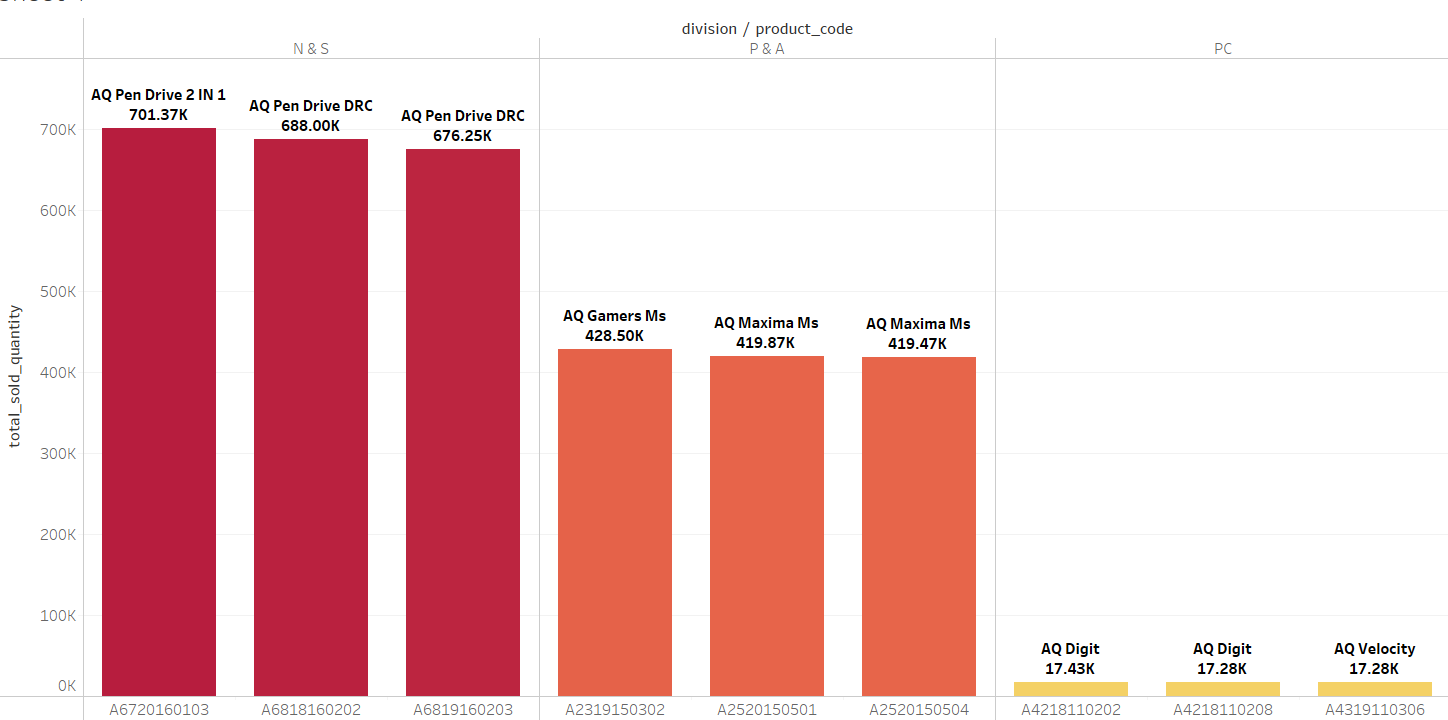 division / product_code
N & S
P & A
PC
total_sold_quantity
700K
600K
500K
400K
300K
200K
100K
0K
AQ Pen Drive 2 IN 1
701.37K
AQ Pen Drive DRC
688.00K
AQ Pen Drive DRC
676.25K
AQ Gamers Ms
428.50K
AQ Maxima Ms
419.87K
AQ Maxima Ms
419.47K
AQ Digit
17.43K
AQ Digit
17.28K
AQ Velocity
17.28K
A6720160103
A6818160202
A6819160203
A2319150302
A2520150501
A2520150504
A4218110202
A4218110208
A4319110306